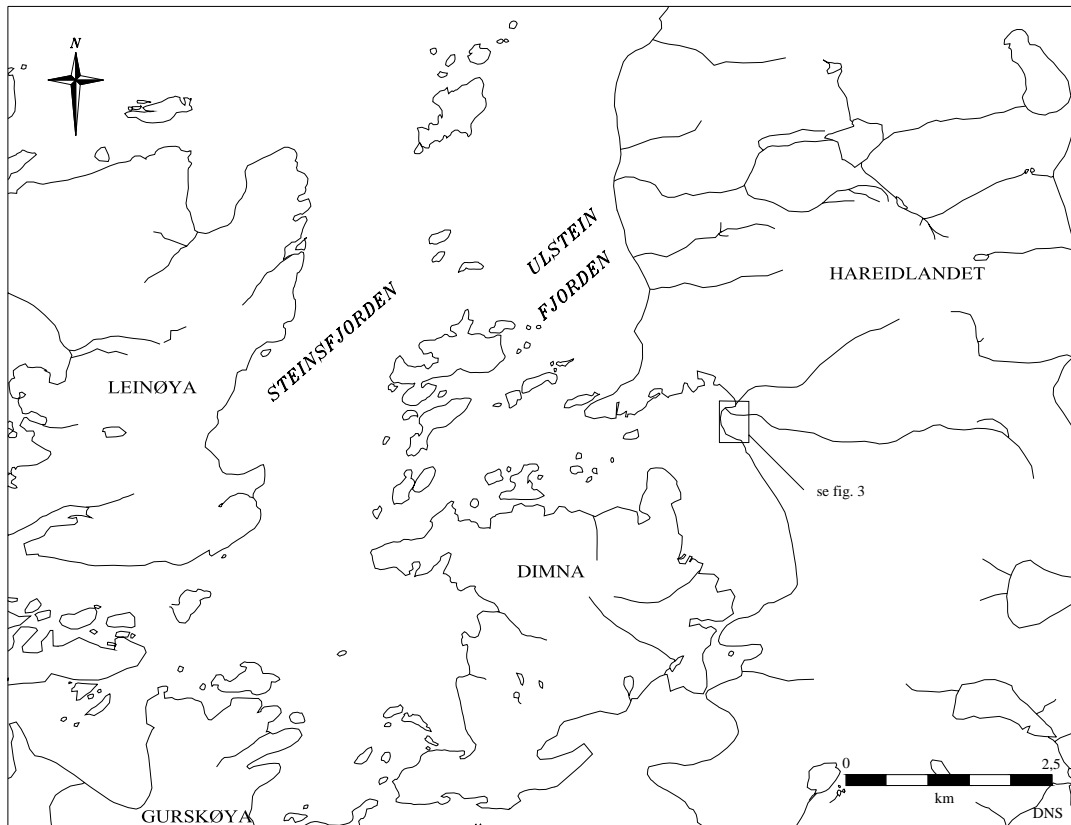 N
ULSTEIN
FJORDEN
HAREIDLANDET
STEINSFJORDEN
LEINØYA
se fig. 3
DIMNA
0 2,5
km
DNS
GURSKØYA